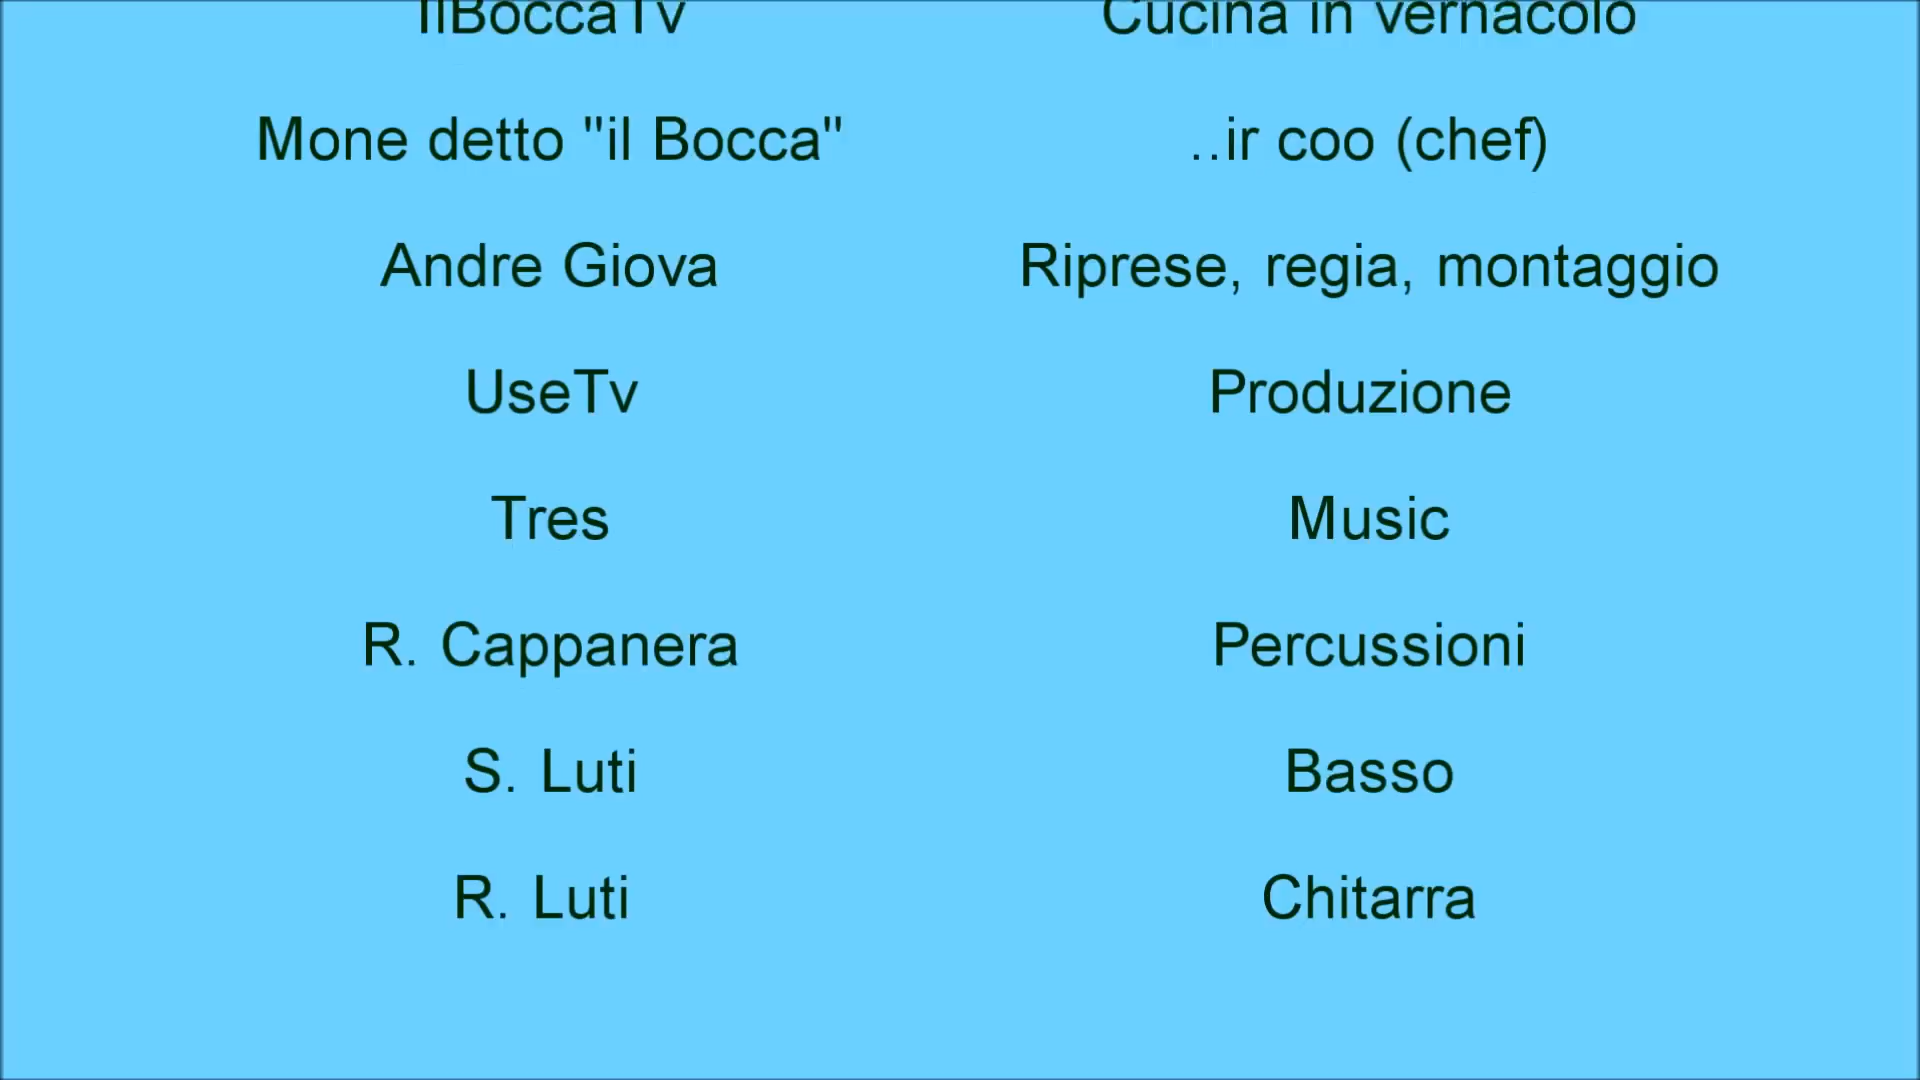 IlBoccaTv Cucina in vernacolo
Mone detto "il Bocca" ..ir coo (chef)
Andre Giova Riprese, regia, montaggio
UseTv Produzione
Tres Music
R. Cappanera Percussioni
S. Luti Basso
R. Luti Chitarra